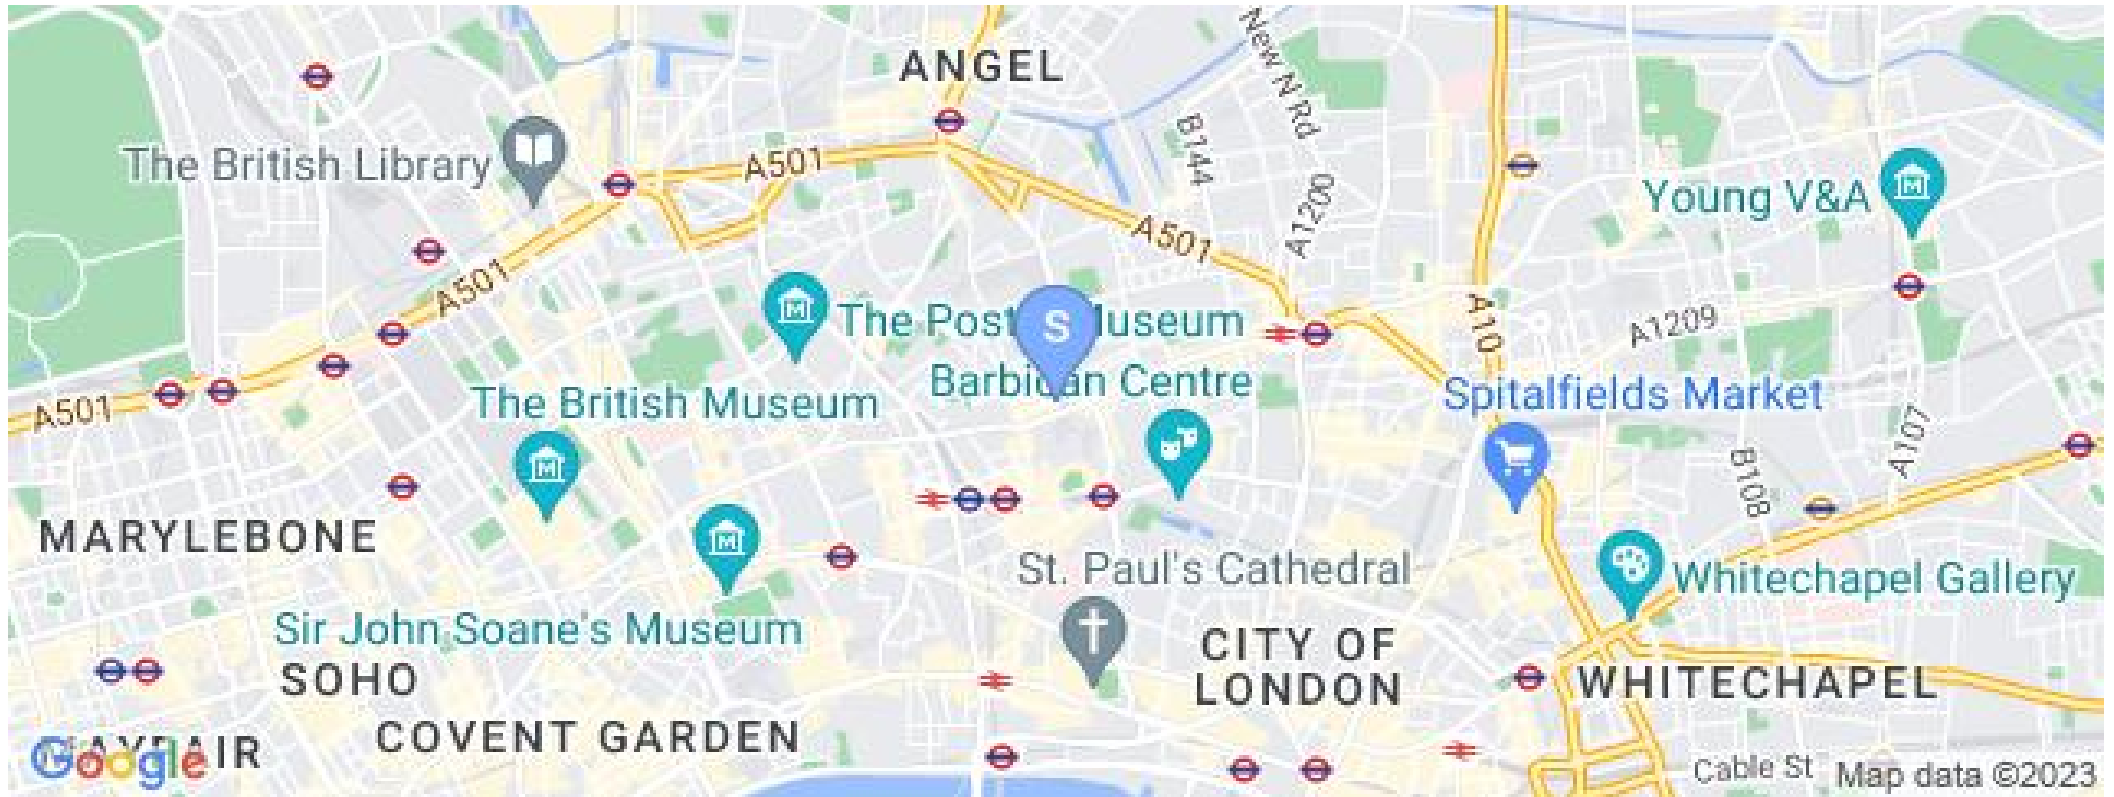 ANGEL
New N Rd
The British Library
A501
B144
Young V&A
A1200
A501
A501
The Post
Museum
A10
A1209
Barbican Centre
Spitalfields Market
A501
The British Museum
A107
B108
MARYLEBONE
St. Paul's Cathedral
Whitechapel Gallery
Sir John Soane's Museum
CITY OF
LONDON
SOHO
WHITECHAPEL
COVENT GARDEN
Google
Cable St
Map data ©2023